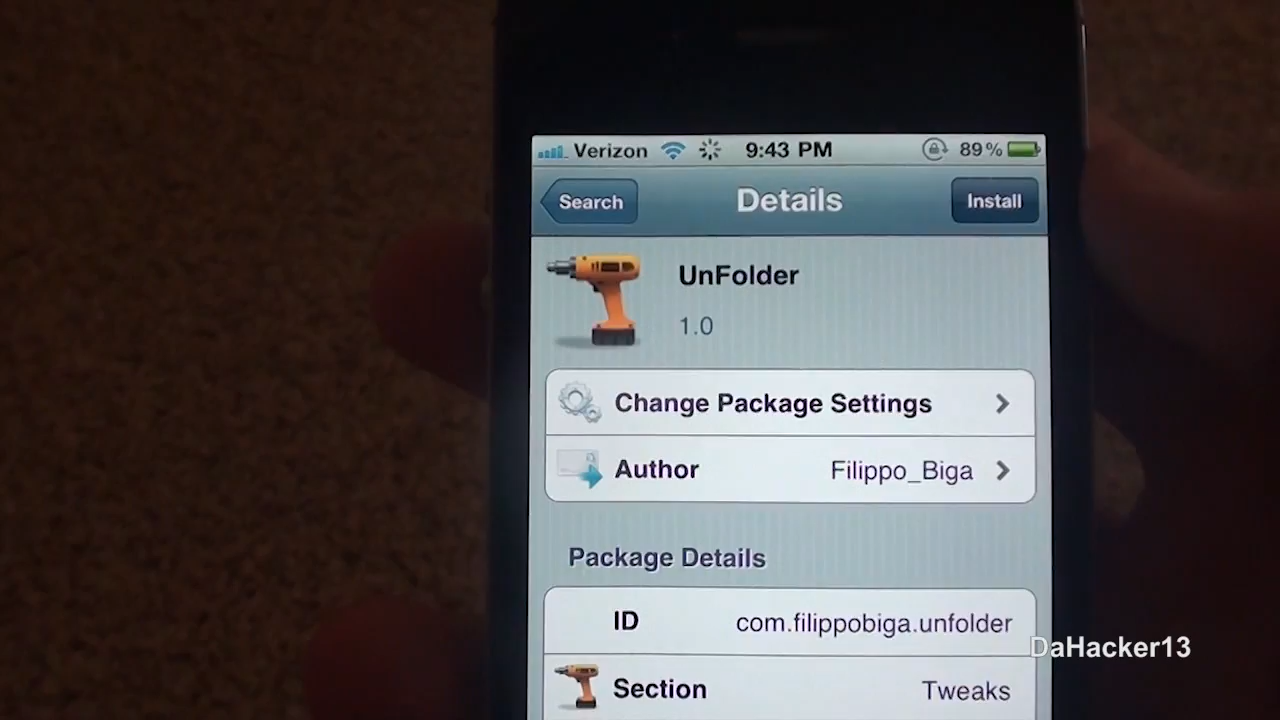 Verizon 9:43 PM 89%
Search Details Install
UnFolder
1.0
Change Package Settings
Author Filippo_Biga
Package Details
ID com.filippobiga.unfolder
DaHacker13
Section Tweaks